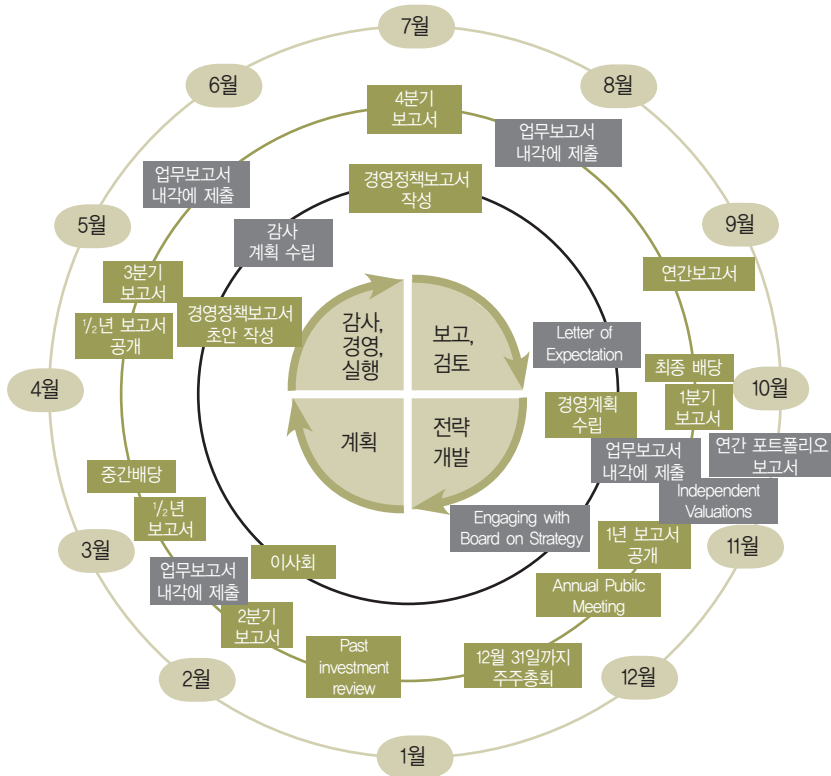 7월
6월
8월
4분기
보고서
업무보고서
내각에 제출
업무보고서
내각에 제출
경영정책보고서
작성
5월
9월
감사
계획 수립
3분기
보고서
연간보고서
½년 보고서
공개
경영정책보고서
초안 작성
감사,
경영,
실행
보고,
검토
Letter of
Expectation
최종 배당
4월
10월
1분기
보고서
경영계획
수립
계획
전략
개발
업무보고서
내각에 제출
연간 포트폴리오
보고서
중간배당
Independent
Valuations
½년
보고서
Engaging with
Board on Strategy
1년 보고서
공개
3월
11월
이사회
업무보고서
내각에 제출
Annual Pubilc
Meeting
2분기
보고서
Past
investment
review
12월 31일까지
주주총회
2월
12월
1월